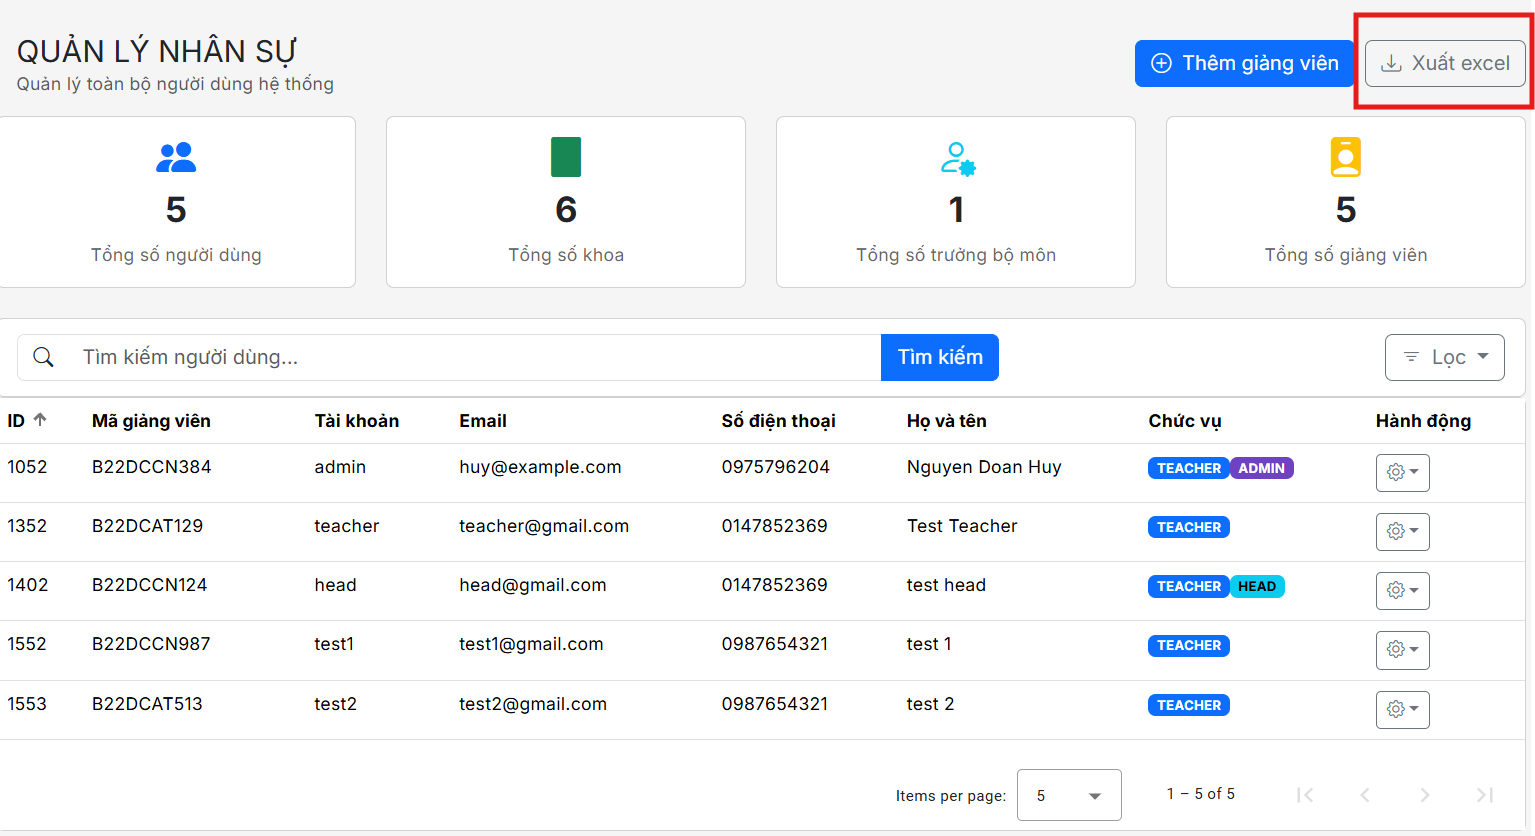 QUẢN LÝ NHÂN SỰ
Quản lý toàn bộ người dùng hệ thống
Thêm giảng viên
Xuất excel
5
Tổng số người dùng
6
Tổng số khoa
1
Tổng số trưởng bộ môn
5
Tổng số giảng viên
Tìm kiếm người dùng...
Tìm kiếm
Lọc
ID Mã giảng viên Tài khoản Email Số điện thoại Họ và tên Chức vụ Hành động
1052 B22DCCN384 admin huy@example.com 0975796204 Nguyen Doan Huy TEACHER ADMIN
1352 B22DCAT129 teacher teacher@gmail.com 0147852369 Test Teacher TEACHER
1402 B22DCCN124 head head@gmail.com 0147852369 test head TEACHER HEAD
1552 B22DCCN987 test1 test1@gmail.com 0987654321 test 1 TEACHER
1553 B22DCAT513 test2 test2@gmail.com 0987654321 test 2 TEACHER
Items per page: 5 1 – 5 of 5